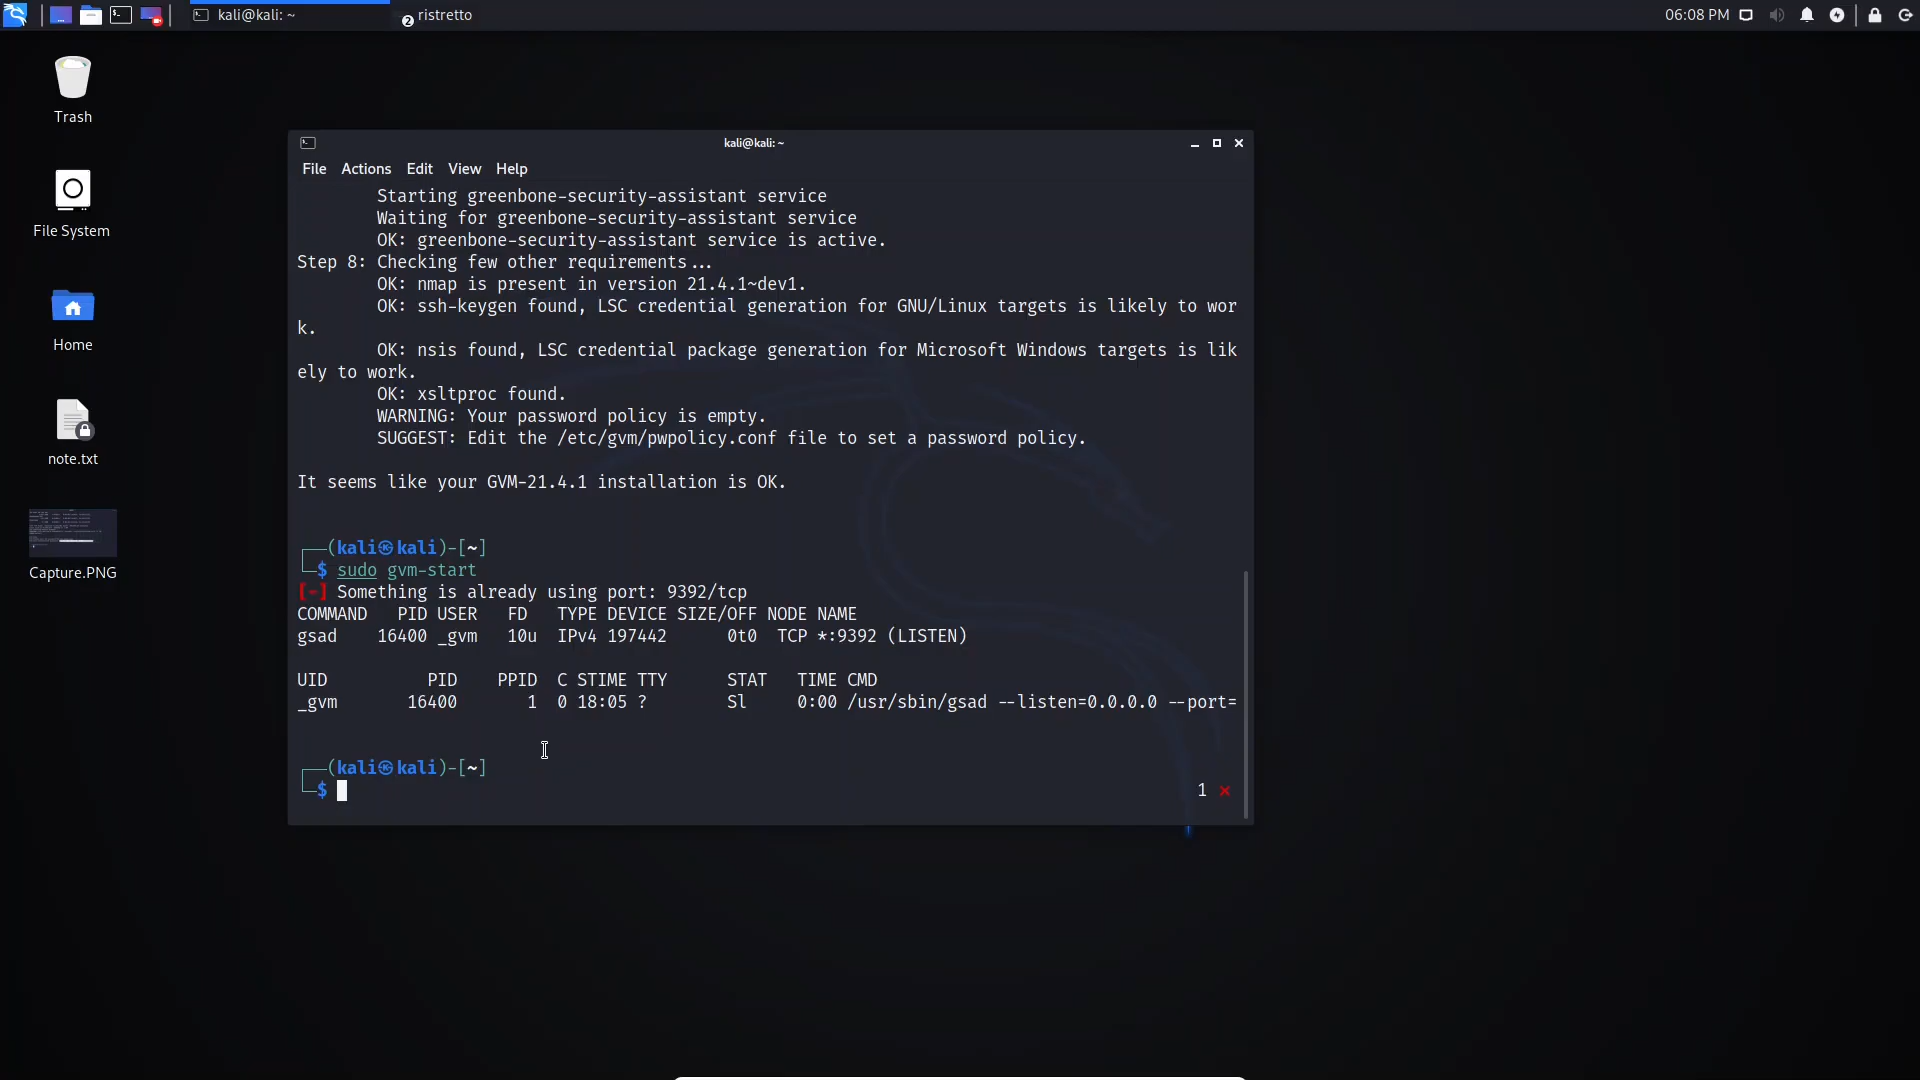 kali@kali: ~
2
ristretto
06:08 PM
Trash
File System
Home
note.txt
Capture.PNG
kali@kali: ~
File Actions Edit View Help
Starting greenbone-security-assistant service
Waiting for greenbone-security-assistant service
OK: greenbone-security-assistant service is active.
Step 8: Checking few other requirements...
OK: nmap is present in version 21.4.1~dev1.
OK: ssh-keygen found, LSC credential generation for GNU/Linux targets is likely to wor
k.
OK: nsis found, LSC credential package generation for Microsoft Windows targets is lik
ely to work.
OK: xsltproc found.
WARNING: Your password policy is empty.
SUGGEST: Edit the /etc/gvm/pwpolicy.conf file to set a password policy.
It seems like your GVM-21.4.1 installation is OK.
┌──(kali㉿kali)-[~]
└─$ sudo gvm-start
[-] Something is already using port: 9392/tcp
COMMAND PID USER FD TYPE DEVICE SIZE/OFF NODE NAME
gsad 16400 _gvm 10u IPv4 197442 0t0 TCP *:9392 (LISTEN)
UID PID PPID C STIME TTY STAT TIME CMD
_gvm 16400 1 0 18:05 ? Sl 0:00 /usr/sbin/gsad --listen=0.0.0.0 --port=
┌──(kali㉿kali)-[~]
└─$ 1 ⨯